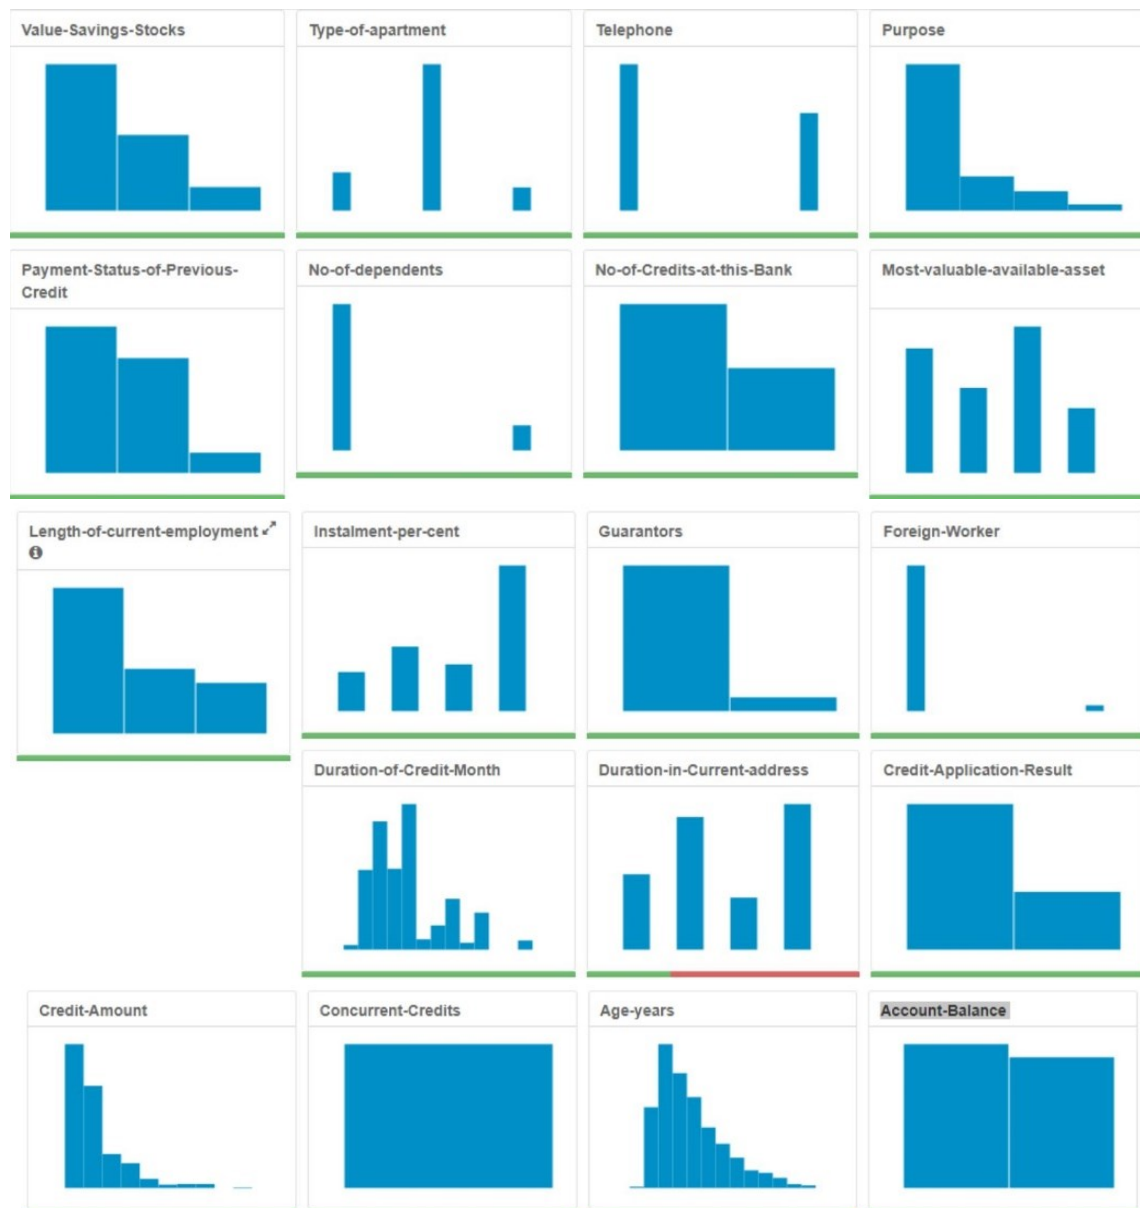 Value-Savings-Stocks
Type-of-apartment
Telephone
Purpose
Payment-Status-of-Previous-
Credit
No-of-dependents
No-of-Credits-at-this-Bank
Most-valuable-available-asset
Length-of-current-employment
Instalment-per-cent
Guarantors
Foreign-Worker
Duration-of-Credit-Month
Duration-in-Current-address
Credit-Application-Result
Credit-Amount
Concurrent-Credits
Age-years
Account-Balance